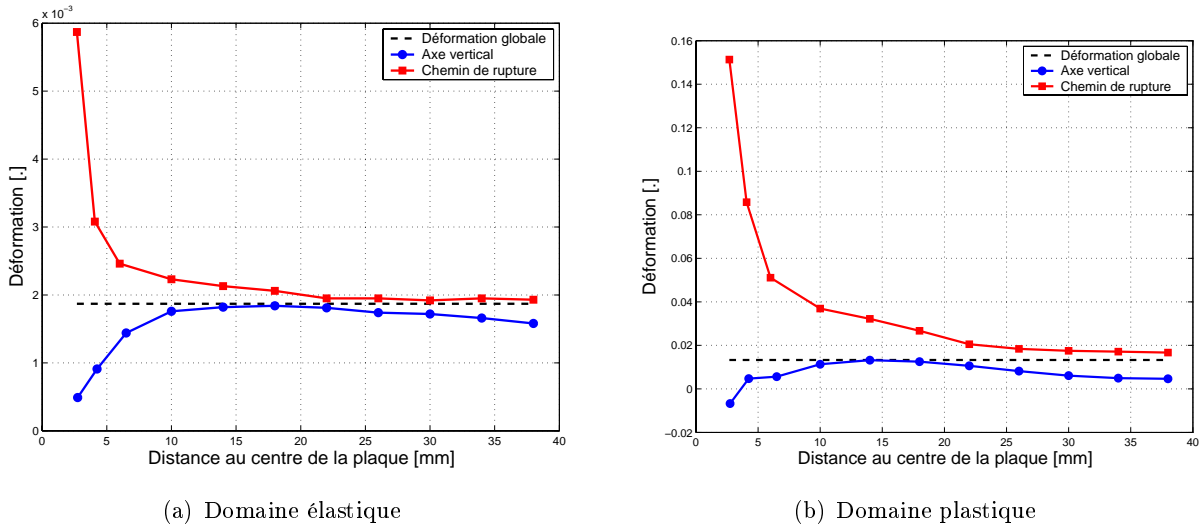 x 10⁻³
6
5
4
3
2
1
0
0 5 10 15 20 25 30 35 40
Déformation [.]
Distance au centre de la plaque [mm]
Déformation globale
Axe vertical
Chemin de rupture
(a) Domaine élastique
0.16
0.14
0.12
0.1
0.08
0.06
0.04
0.02
0
−0.02
0 5 10 15 20 25 30 35 40
Déformation [.]
Distance au centre de la plaque [mm]
Déformation globale
Axe vertical
Chemin de rupture
(b) Domaine plastique